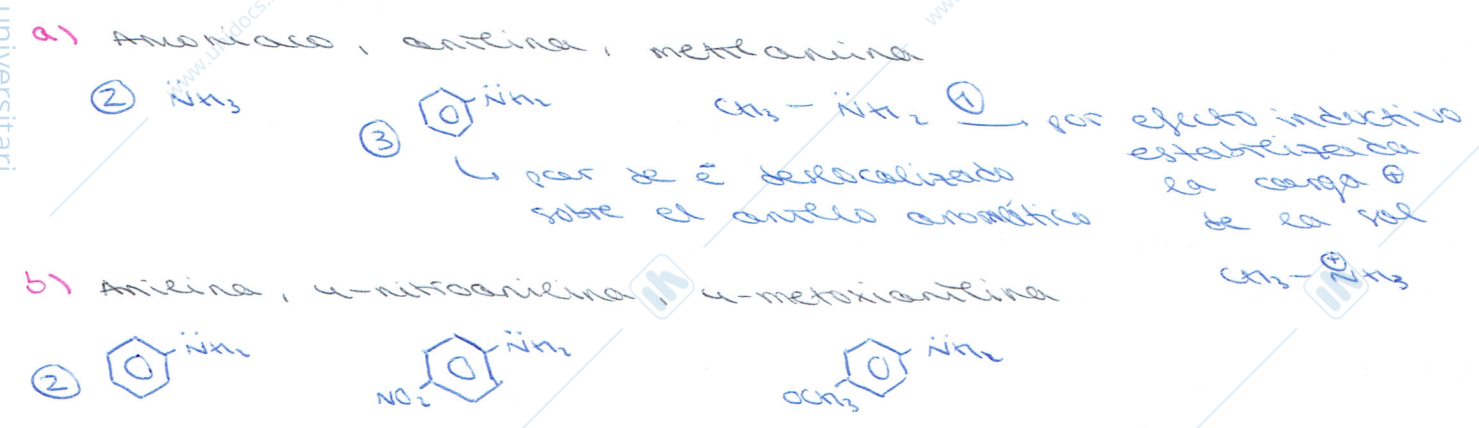 a) Amoniaco, anilina, metilamina
② N̈H₃ N̈H₂ CH₃ - N̈H₂ ① → por efecto inductivo
③ estabilizada
↳ par de ē deslocalizado la carga ⊕
sobre el anillo aromático de la sal
CH₃-N⊕H₃
b) Anilina, 4-nitroanilina, 4-metoxianilina
② N̈H₂ NO₂ N̈H₂ OCH₃ N̈H₂
universitari